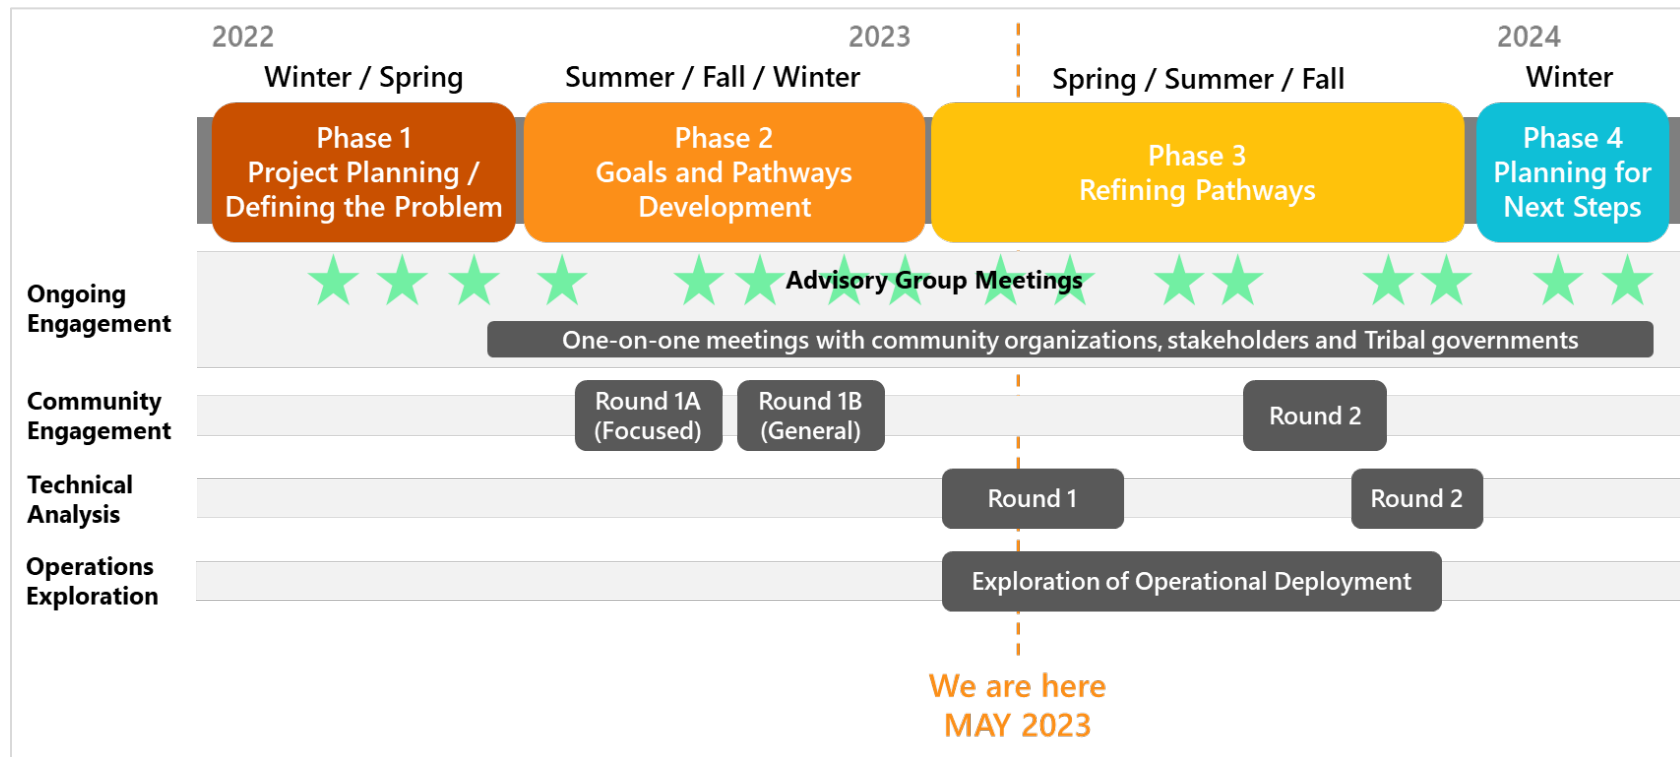 2022
2023
2024
Winter / Spring
Summer / Fall / Winter
Spring / Summer / Fall
Winter
Phase 1
Project Planning /
Defining the Problem
Phase 2
Goals and Pathways
Development
Phase 3
Refining Pathways
Phase 4
Planning for
Next Steps
Ongoing
Engagement
Advisory Group Meetings
One-on-one meetings with community organizations, stakeholders and Tribal governments
Community
Engagement
Round 1A
(Focused)
Round 1B
(General)
Round 2
Technical
Analysis
Round 1
Round 2
Operations
Exploration
Exploration of Operational Deployment
We are here
MAY 2023